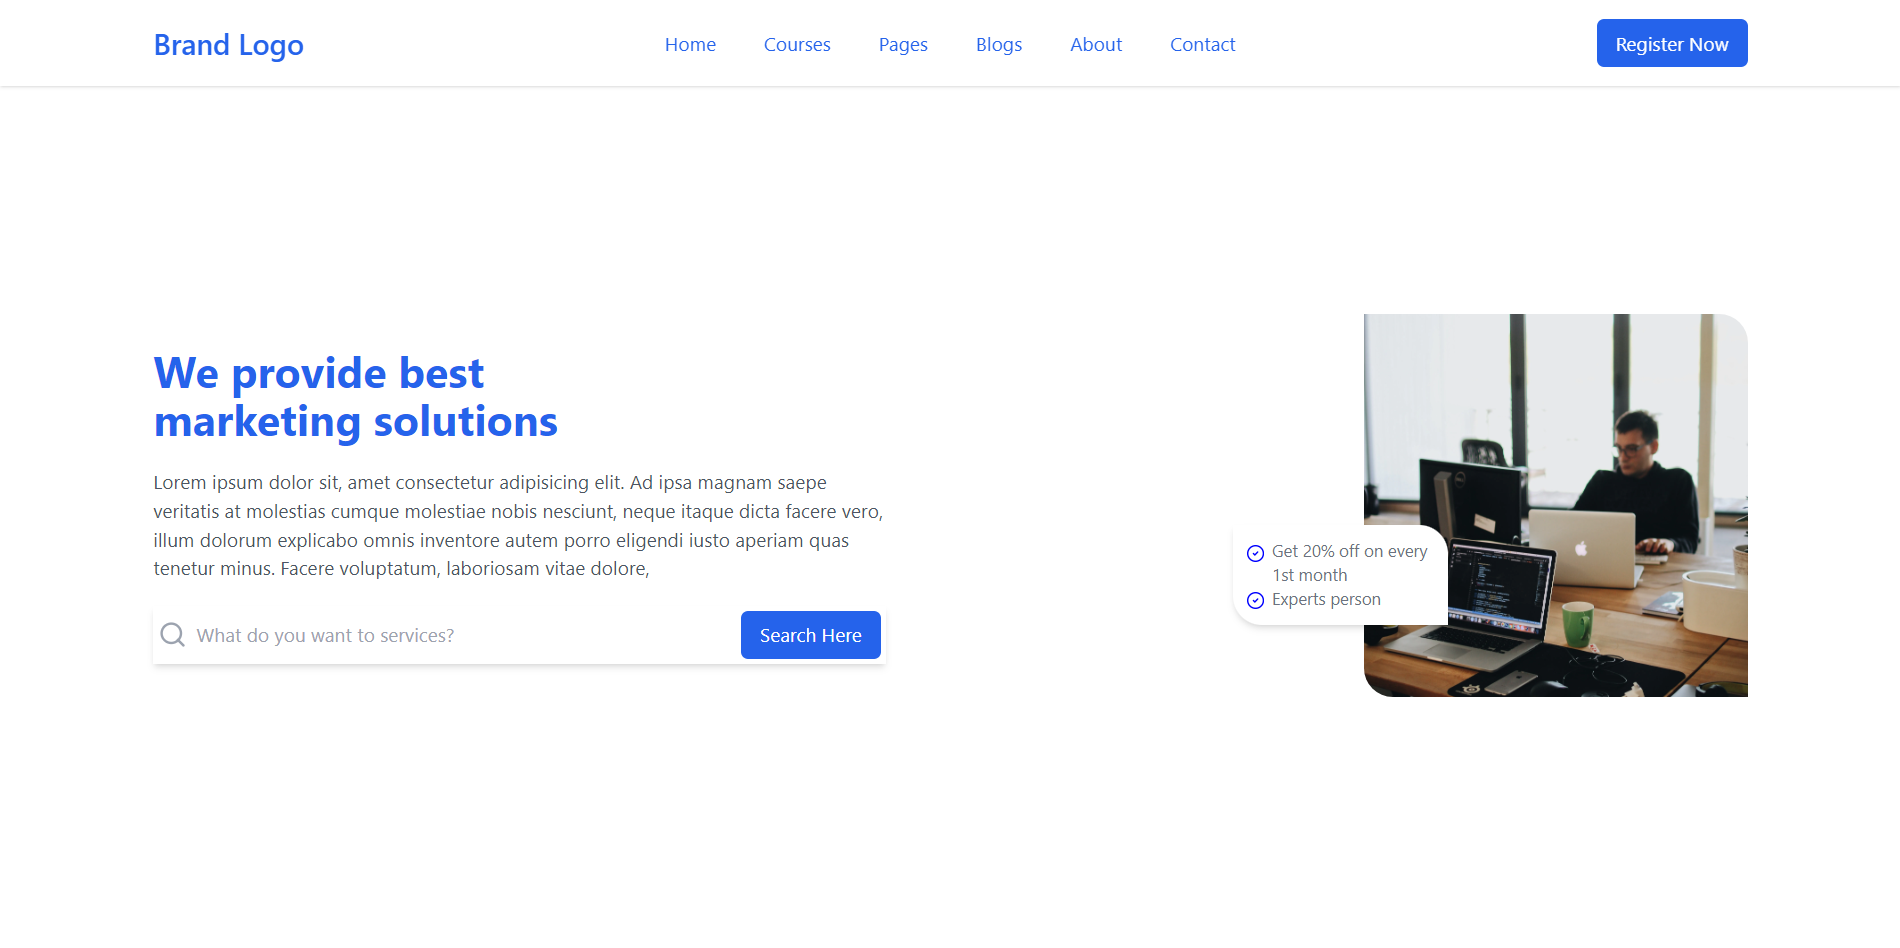 Brand Logo
Home
Courses
Pages
Blogs
About
Contact
Register Now
We provide best
marketing solutions
Lorem ipsum dolor sit, amet consectetur adipisicing elit. Ad ipsa magnam saepe
veritatis at molestias cumque molestiae nobis nesciunt, neque itaque dicta facere vero,
illum dolorum explicabo omnis inventore autem porro eligendi iusto aperiam quas
tenetur minus. Facere voluptatum, laboriosam vitae dolore,
What do you want to services?
Search Here
Get 20% off on every
1st month
Experts person